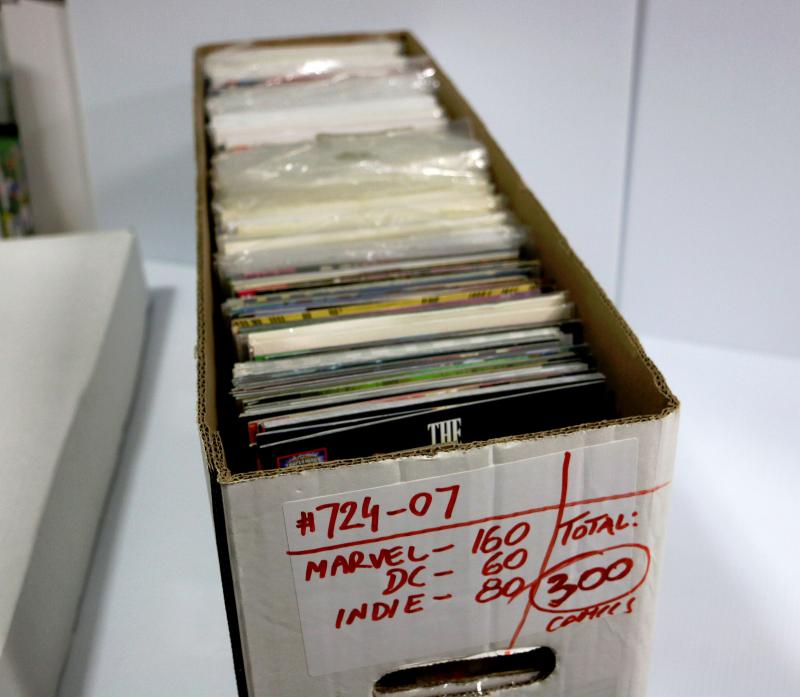 THE
#724-07
MARVEL - 160
DC - 60
INDIE - 80
TOTAL:
300
COMICS